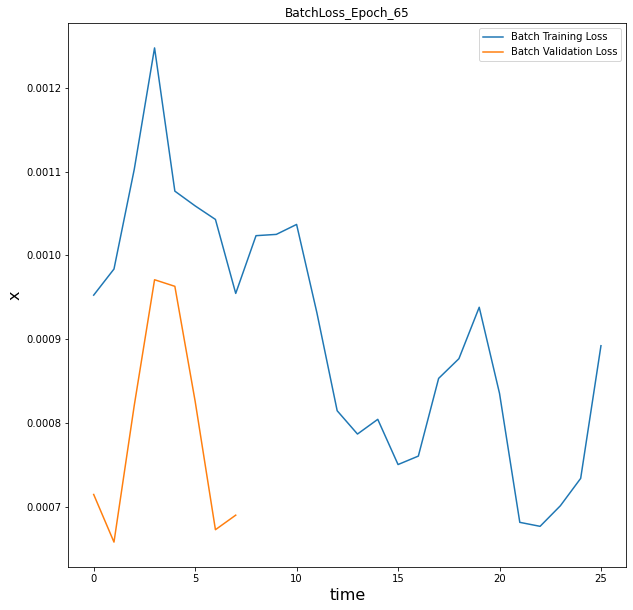 BatchLoss_Epoch_65
Batch Training Loss
Batch Validation Loss
0.0012
0.0011
0.0010
0.0009
0.0008
0.0007
x
0 5 10 15 20 25
time